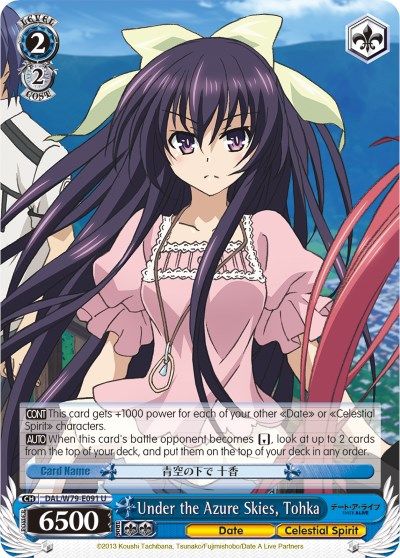 LEVEL
2
2
COST
CONT This card gets +1000 power for each of your other «Date» or «Celestial
Spirit» characters.
AUTO When this card's battle opponent becomes [ ], look at up to 2 cards
from the top of your deck, and put them on the top of your deck in any order.
Card Name 青空の下で 十香
CD DAL/W79-E091 U
Under the Azure Skies, Tohka
デート・ア・ライブ
DATE A LIVE
POWER 6500 SOUL
Date Celestial Spirit
©2013 Koushi Tachibana, Tsunako/Fujimishobo/Date A Live Partners